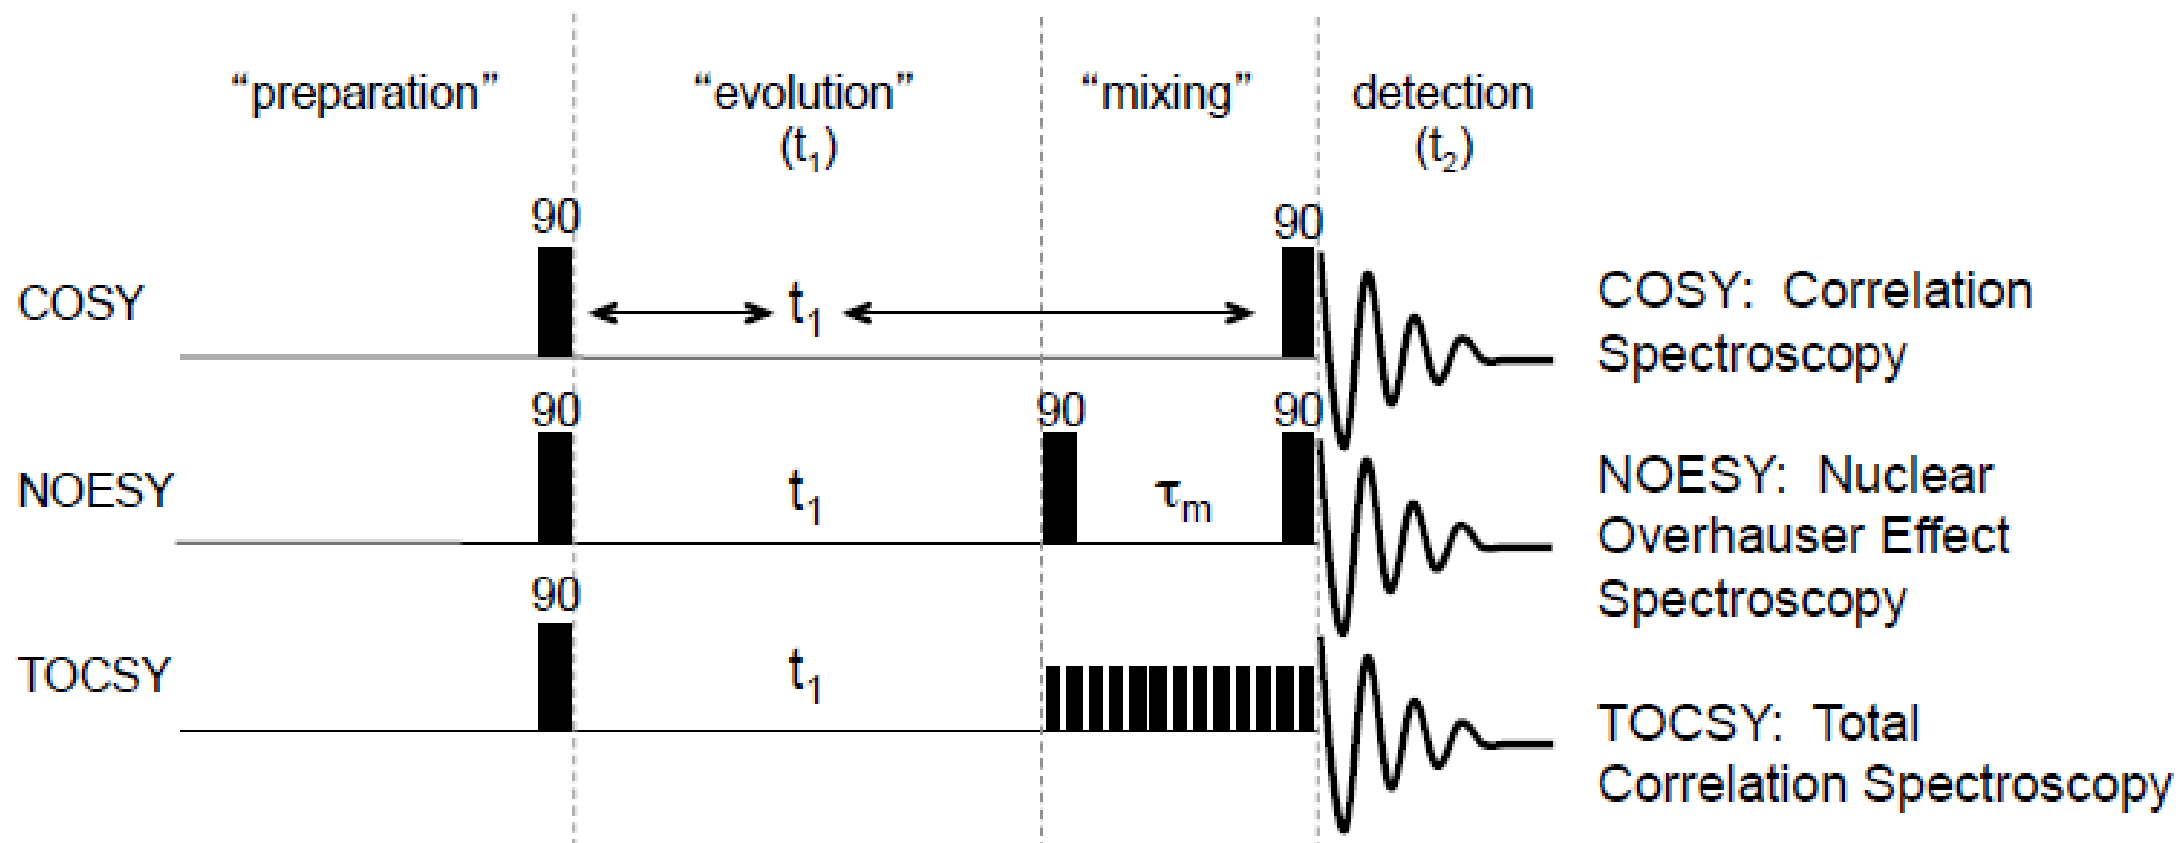 “preparation”
“evolution”
(t₁)
“mixing”
detection
(t₂)
90
90
COSY
t₁
COSY: Correlation
Spectroscopy
90
90
90
NOESY
t₁
τm
NOESY: Nuclear
Overhauser Effect
Spectroscopy
90
TOCSY
t₁
TOCSY: Total
Correlation Spectroscopy